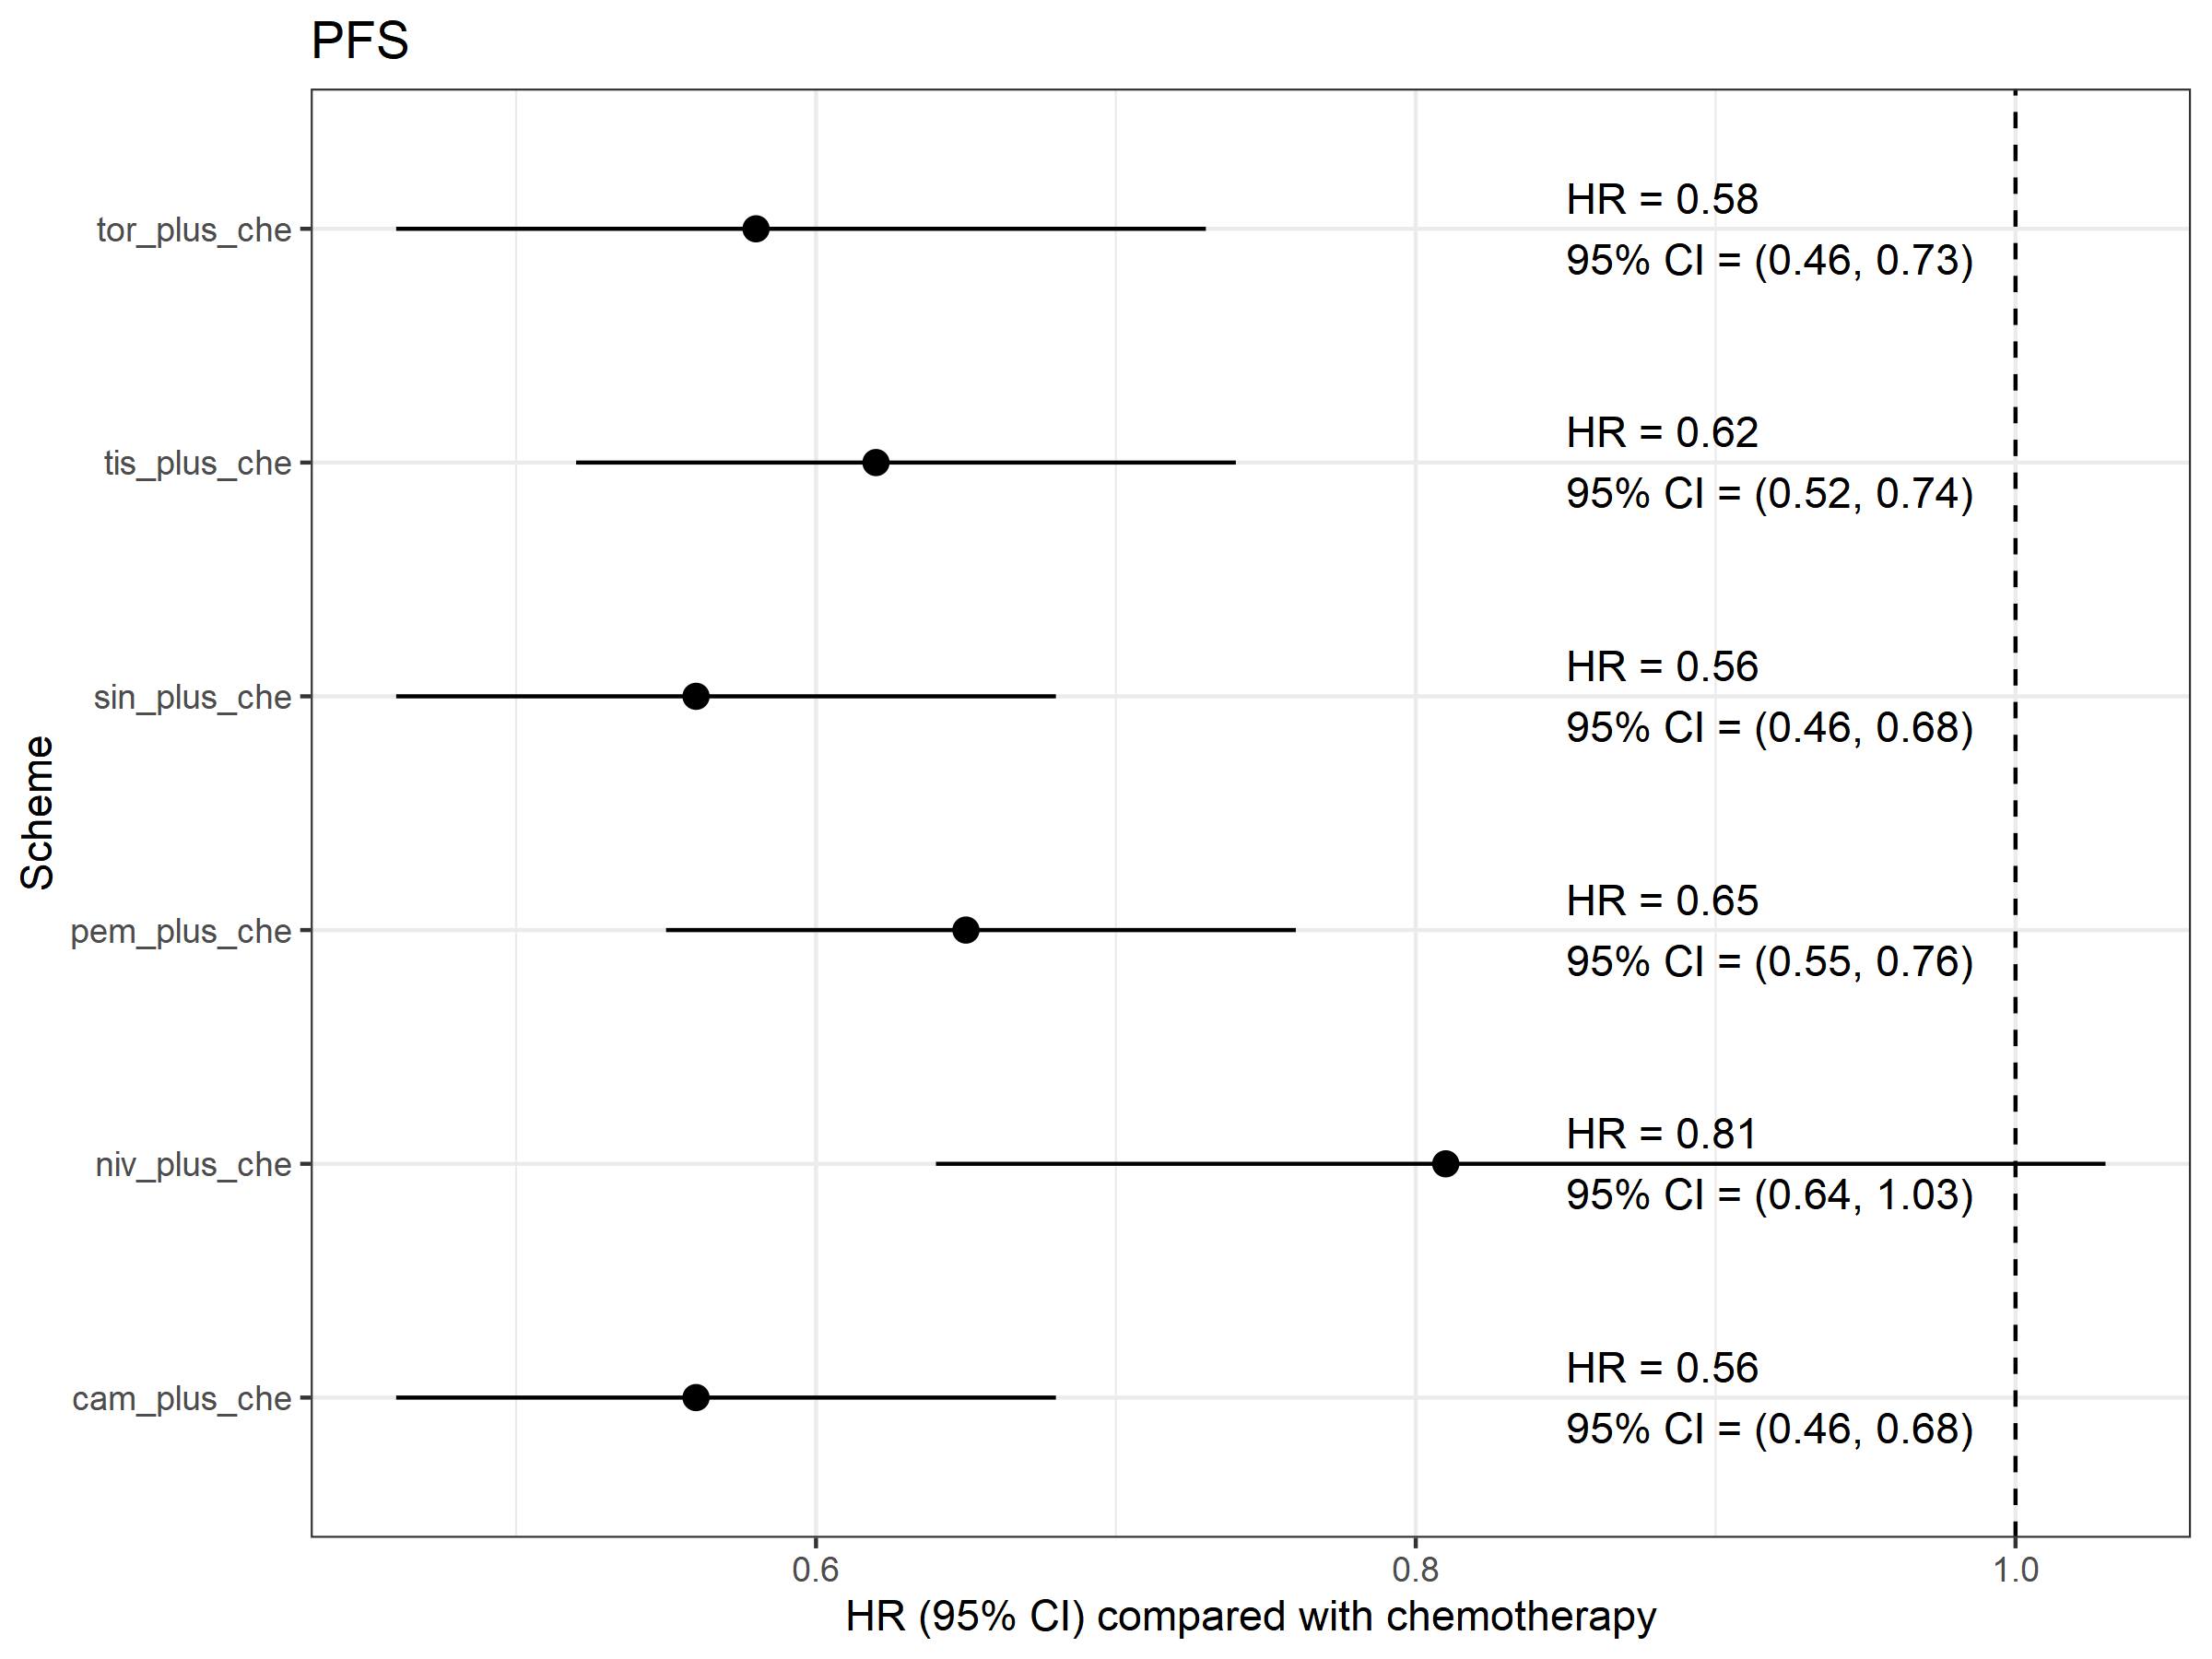 PFS
Scheme
tor_plus_che
HR = 0.58
95% CI = (0.46, 0.73)
tis_plus_che
HR = 0.62
95% CI = (0.52, 0.74)
sin_plus_che
HR = 0.56
95% CI = (0.46, 0.68)
pem_plus_che
HR = 0.65
95% CI = (0.55, 0.76)
niv_plus_che
HR = 0.81
95% CI = (0.64, 1.03)
cam_plus_che
HR = 0.56
95% CI = (0.46, 0.68)
0.6 0.8 1.0
HR (95% CI) compared with chemotherapy